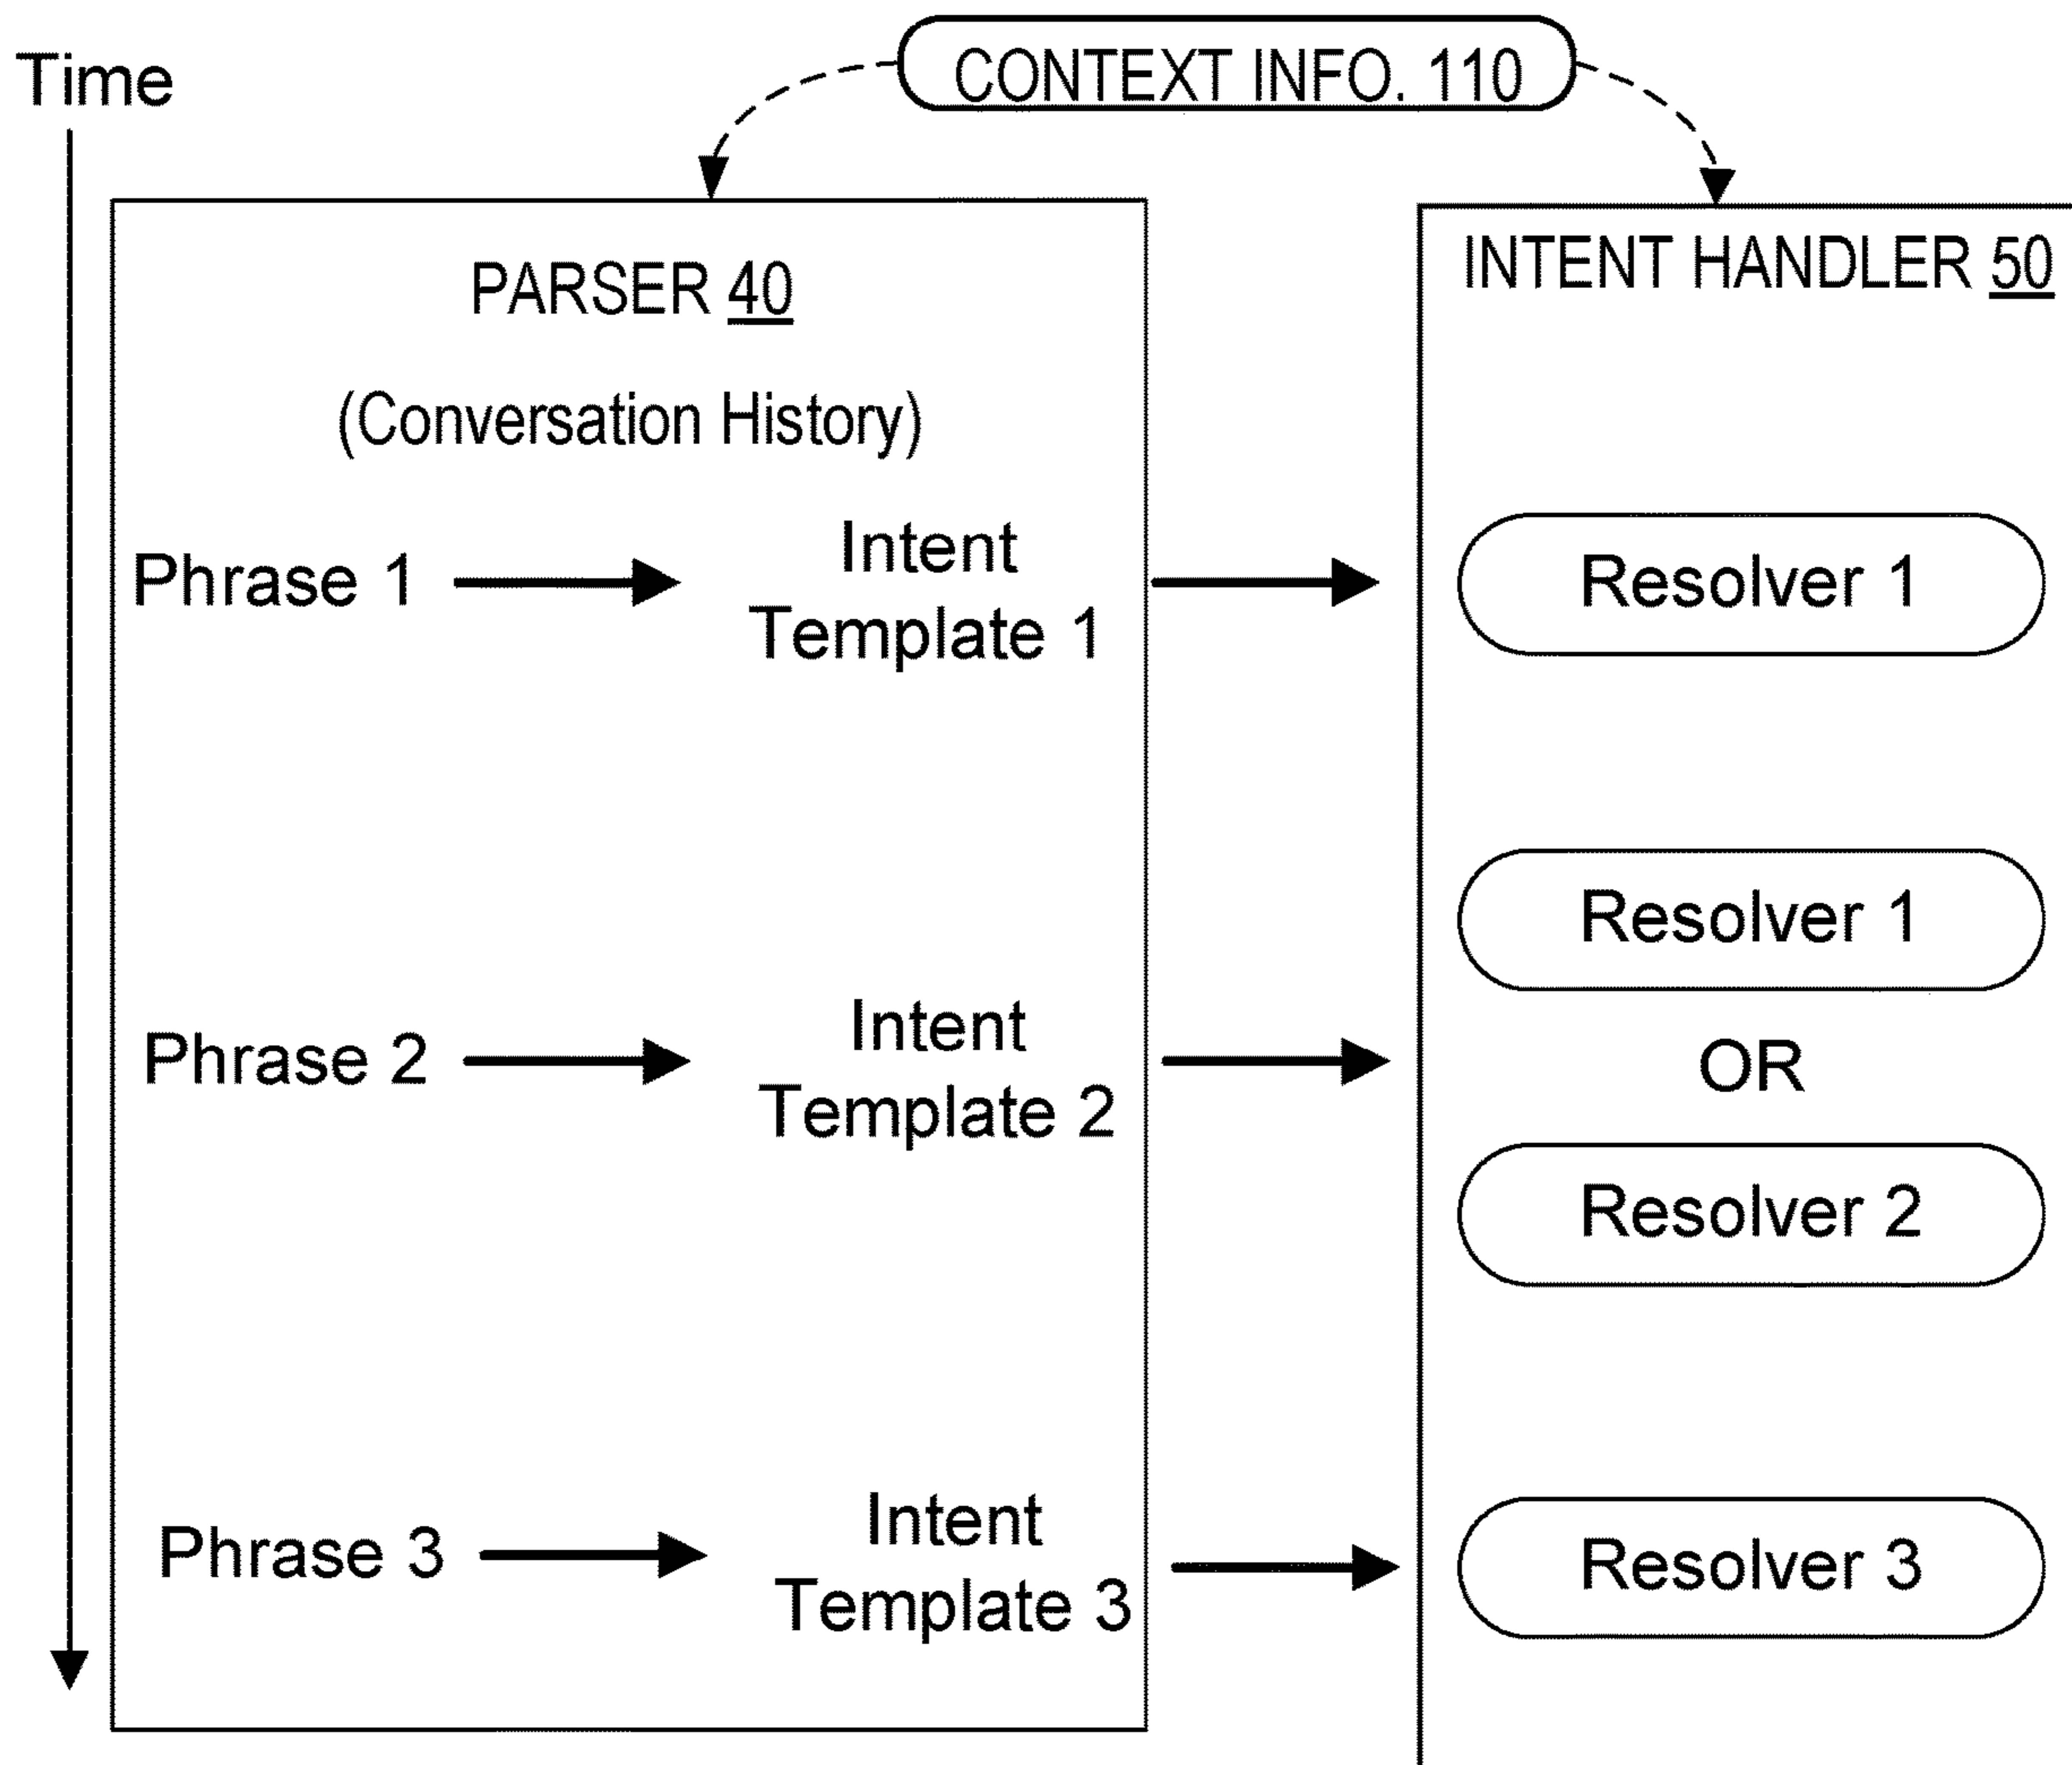 Time
CONTEXT INFO. 110
PARSER 40
(Conversation History)
INTENT HANDLER 50
Phrase 1
Intent
Template 1
Resolver 1
Resolver 1
Phrase 2
Intent
Template 2
OR
Resolver 2
Phrase 3
Intent
Template 3
Resolver 3